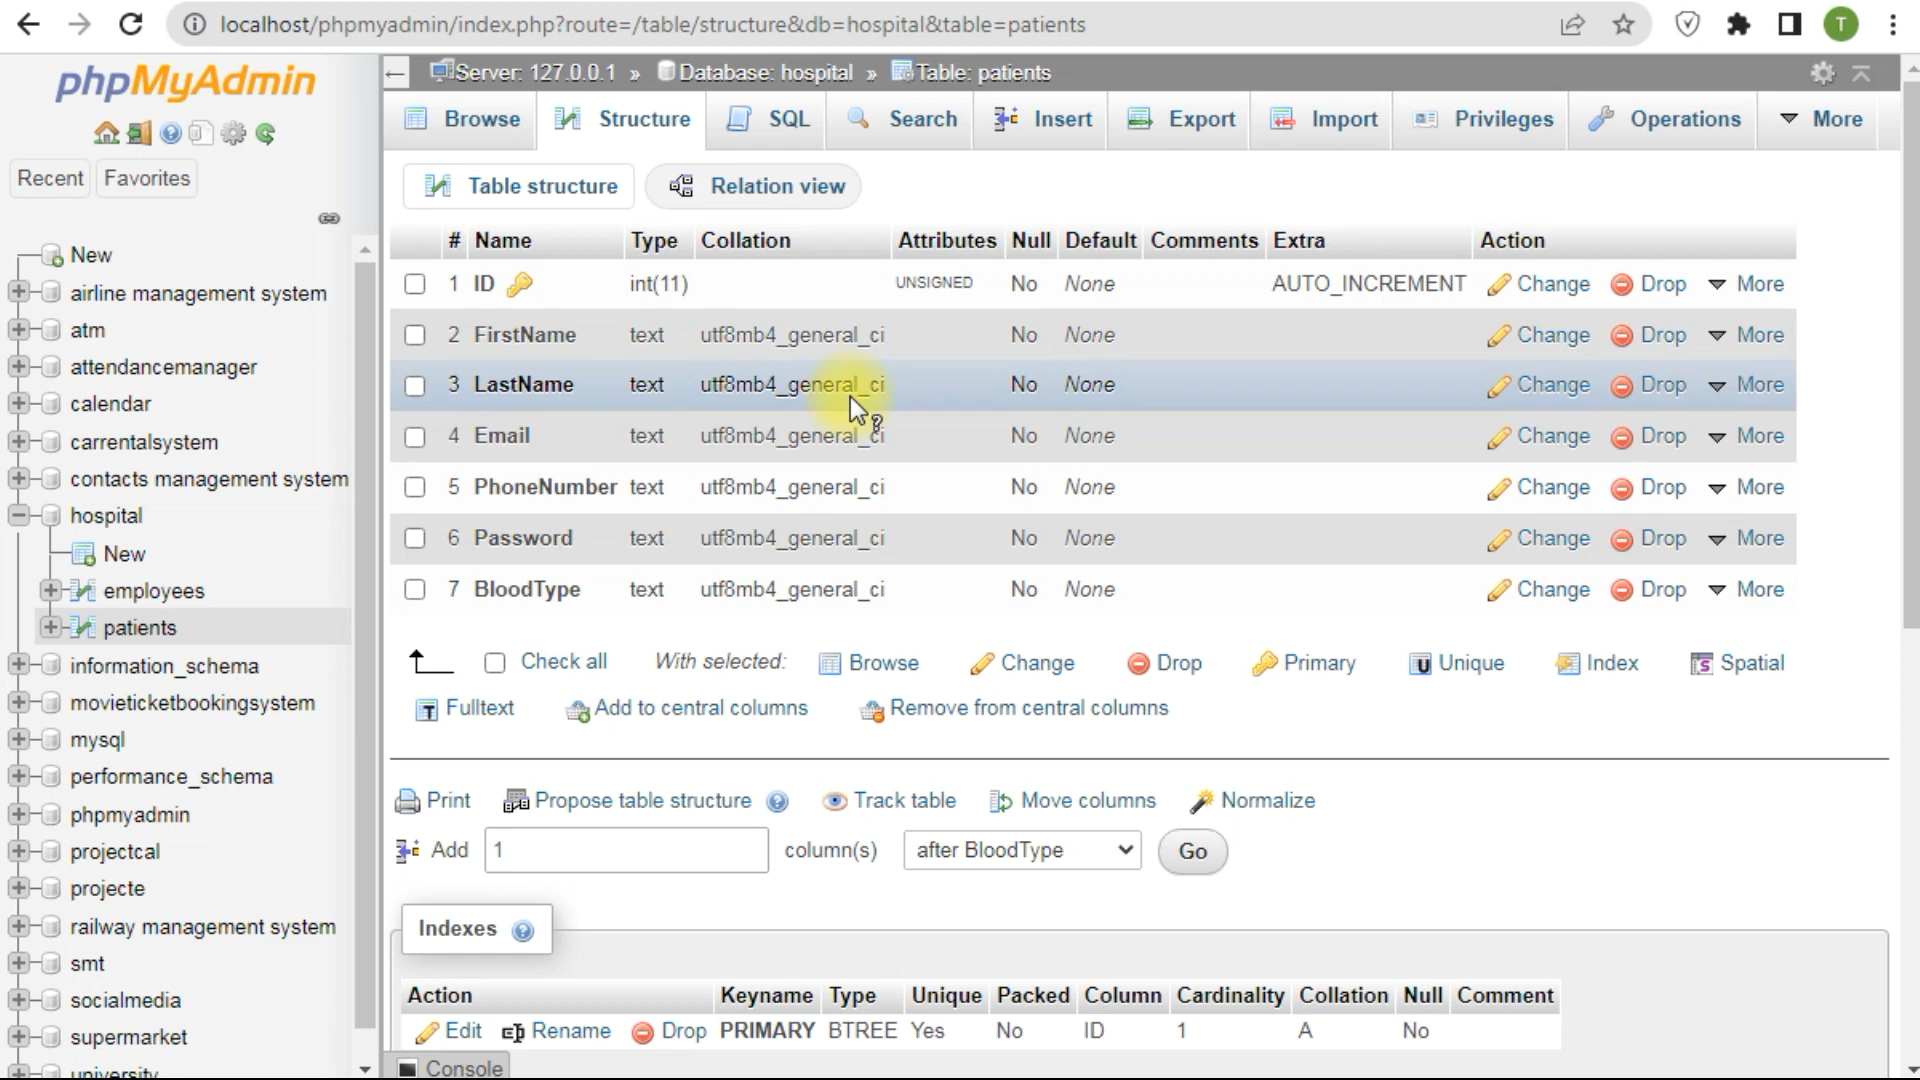 localhost/phpmyadmin/index.php?route=/table/structure&db=hospital&table=patients
T
phpMyAdmin
Recent Favorites
New
airline management system
atm
attendancemanager
calendar
carrentalsystem
contacts management system
hospital
New
employees
patients
information_schema
movieticketbookingsystem
mysql
performance_schema
phpmyadmin
projectcal
projecte
railway management system
smt
socialmedia
supermarket
university
Server: 127.0.0.1 » Database: hospital » Table: patients
Browse Structure SQL Search Insert Export Import Privileges Operations More
Table structure Relation view
# Name Type Collation Attributes Null Default Comments Extra Action
1 ID int(11) UNSIGNED No None AUTO_INCREMENT Change Drop More
2 FirstName text utf8mb4_general_ci No None Change Drop More
3 LastName text utf8mb4_general_ci No None Change Drop More
4 Email text utf8mb4_general_ci No None Change Drop More
5 PhoneNumber text utf8mb4_general_ci No None Change Drop More
6 Password text utf8mb4_general_ci No None Change Drop More
7 BloodType text utf8mb4_general_ci No None Change Drop More
Check all With selected: Browse Change Drop Primary Unique Index Spatial
Fulltext Add to central columns Remove from central columns
Print Propose table structure Track table Move columns Normalize
Add 1 column(s) after BloodType Go
Indexes
Action Keyname Type Unique Packed Column Cardinality Collation Null Comment
Edit Rename Drop PRIMARY BTREE Yes No ID 1 A No
Console